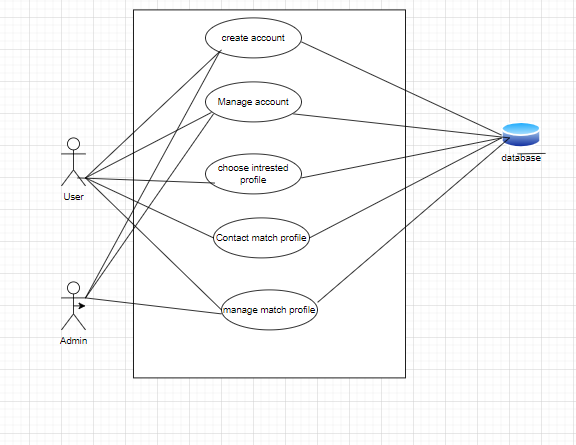 create account
Manage account
choose intrested
profile
Contact match profile
manage match profile
User
Admin
database